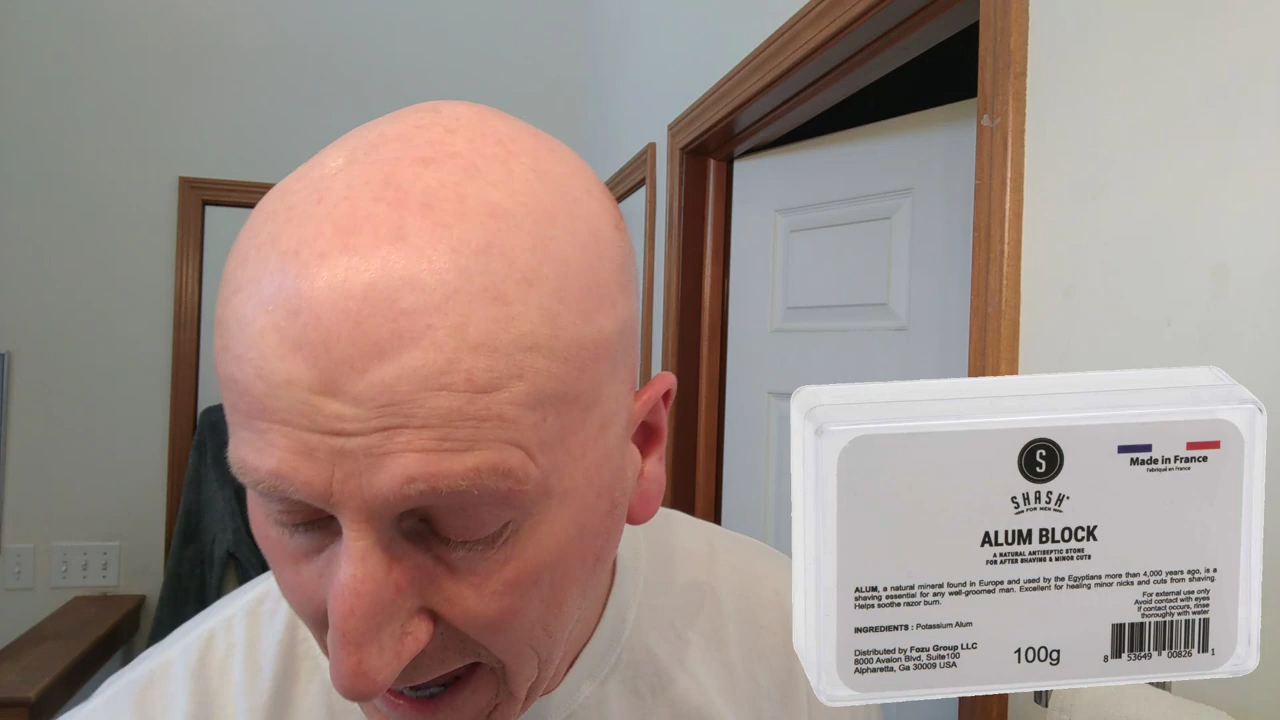 S
SHASH
FOR MEN
Made in France
Fabriqué en France
ALUM BLOCK
A NATURAL ANTISEPTIC STONE
FOR AFTER SHAVING & MINOR CUTS
ALUM, a natural mineral found in Europe and used by the Egyptians more than 4,000 years ago, is a
shaving essential for any well-groomed man. Excellent for healing minor nicks and cuts from shaving.
Helps soothe razor burn.
For external use only
Avoid contact with eyes
If contact occurs, rinse
thoroughly with water
INGREDIENTS : Potassium Alum
Distributed by Fozu Group LLC
8000 Avalon Blvd, Suite100
Alpharetta, Ga 30009 USA
100g
8 53649 00826 1